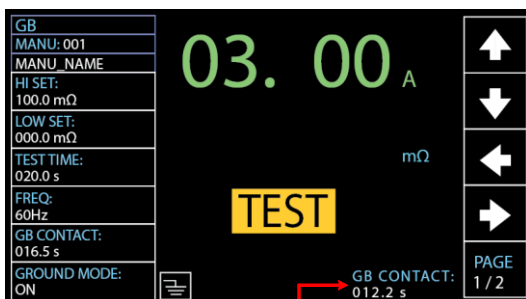 GB
MANU: 001
MANU_NAME
HI SET:
100.0 mΩ
LOW SET:
000.0 mΩ
TEST TIME:
020.0 s
FREQ:
60Hz
GB CONTACT:
016.5 s
GROUND MODE:
ON
03. 00 A
mΩ
TEST
GB CONTACT:
012.2 s
PAGE
1 / 2